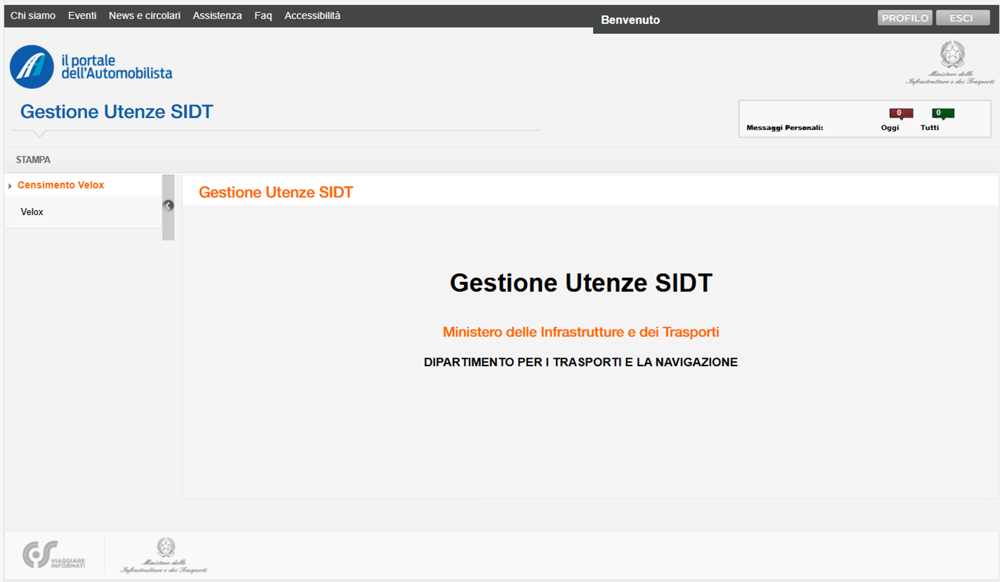 Chi siamo Eventi News e circolari Assistenza Faq Accessibilità
Benvenuto
PROFILO ESCI
il portale
dell'Automobilista
Ministero delle
Infrastrutture e dei Trasporti
Gestione Utenze SIDT
0 0
Messaggi Personali: Oggi Tutti
STAMPA
Censimento Velox
Velox
Gestione Utenze SIDT
Gestione Utenze SIDT
Ministero delle Infrastrutture e dei Trasporti
DIPARTIMENTO PER I TRASPORTI E LA NAVIGAZIONE
VIAGGIARE
INFORMATI
Ministero delle
Infrastrutture e dei Trasporti